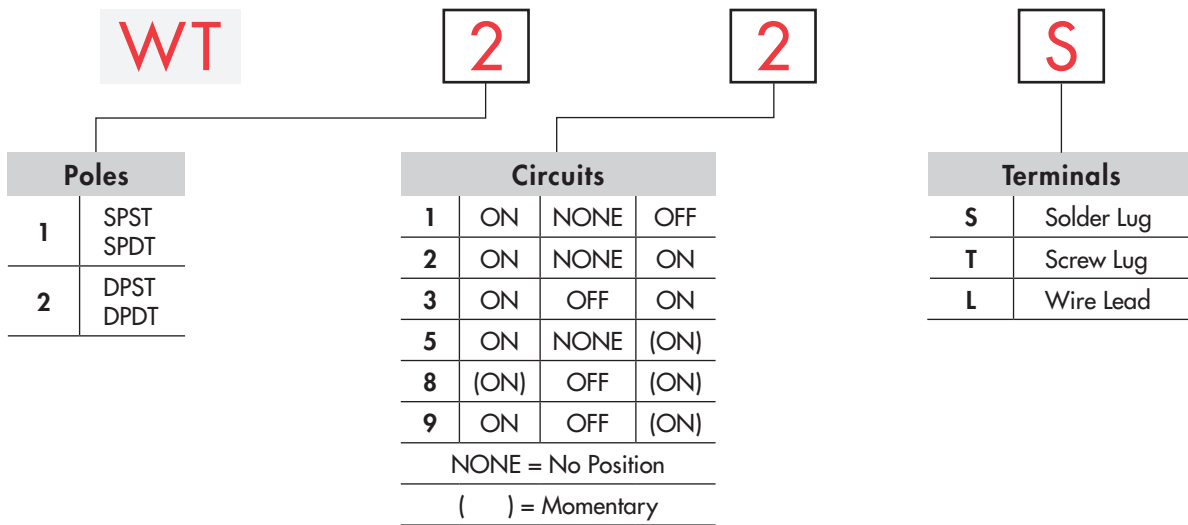 WT 2 2 S
Poles
1 SPST
SPDT
2 DPST
DPDT
Circuits
1 ON NONE OFF
2 ON NONE ON
3 ON OFF ON
5 ON NONE (ON)
8 (ON) OFF (ON)
9 ON OFF (ON)
NONE = No Position
( ) = Momentary
Terminals
S Solder Lug
T Screw Lug
L Wire Lead